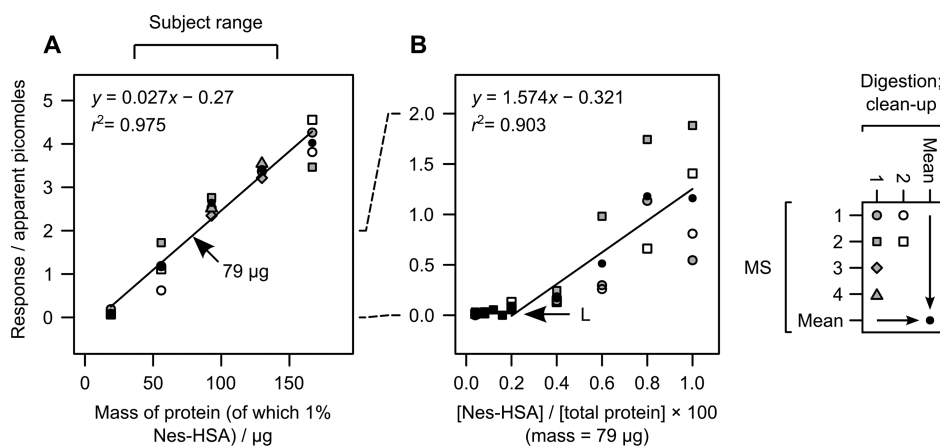 Subject range
A
B
y = 0.027x − 0.27
r² = 0.975
79 µg
5
4
3
2
1
0
0
50
100
150
Response / apparent picomoles
Mass of protein (of which 1%
Nes-HSA) / µg
y = 1.574x − 0.321
r² = 0.903
L
2.0
1.5
1.0
0.5
0.0
0.0
0.2
0.4
0.6
0.8
1.0
[Nes-HSA] / [total protein] × 100
(mass = 79 µg)
Digestion;
clean-up
1
2
Mean
MS
1
2
3
4
Mean